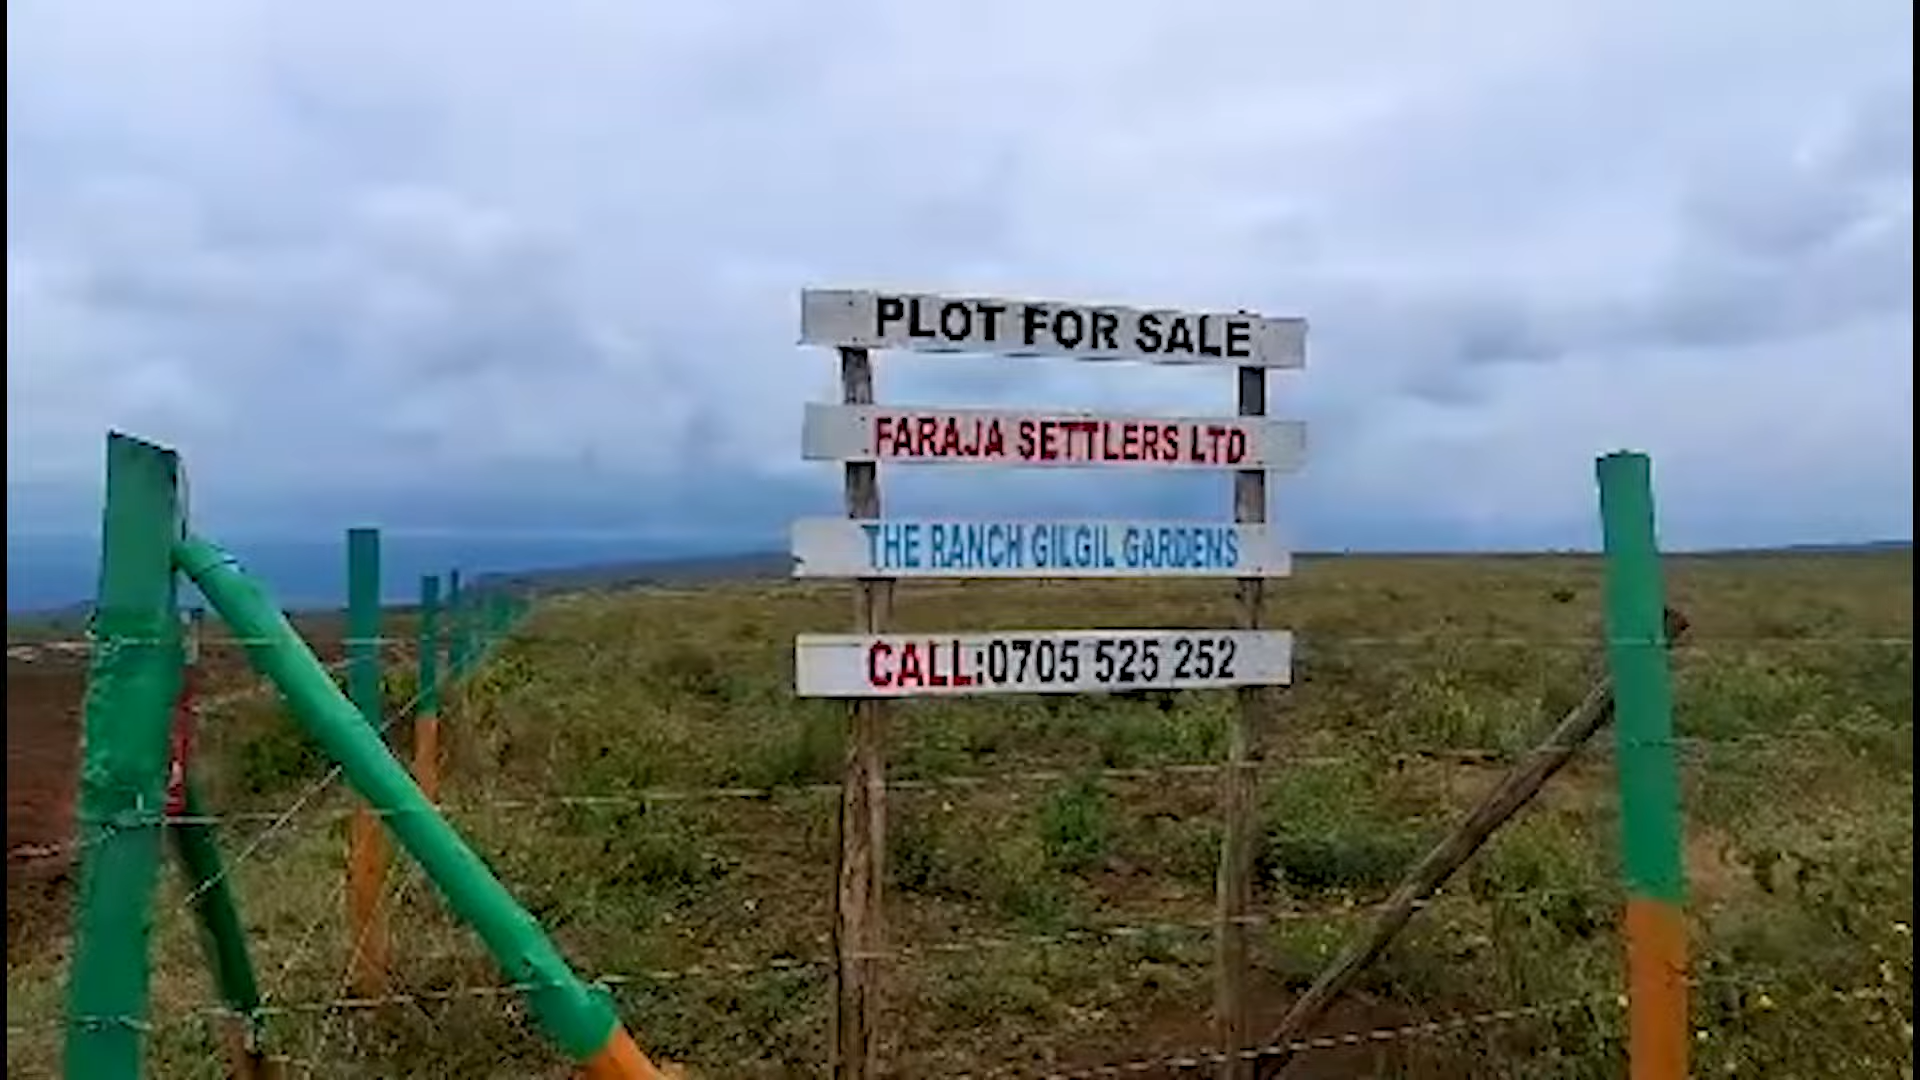 PLOT FOR SALE
FARAJA SETTLERS LTD
THE RANCH GILGIL GARDENS
CALL:0705 525 252